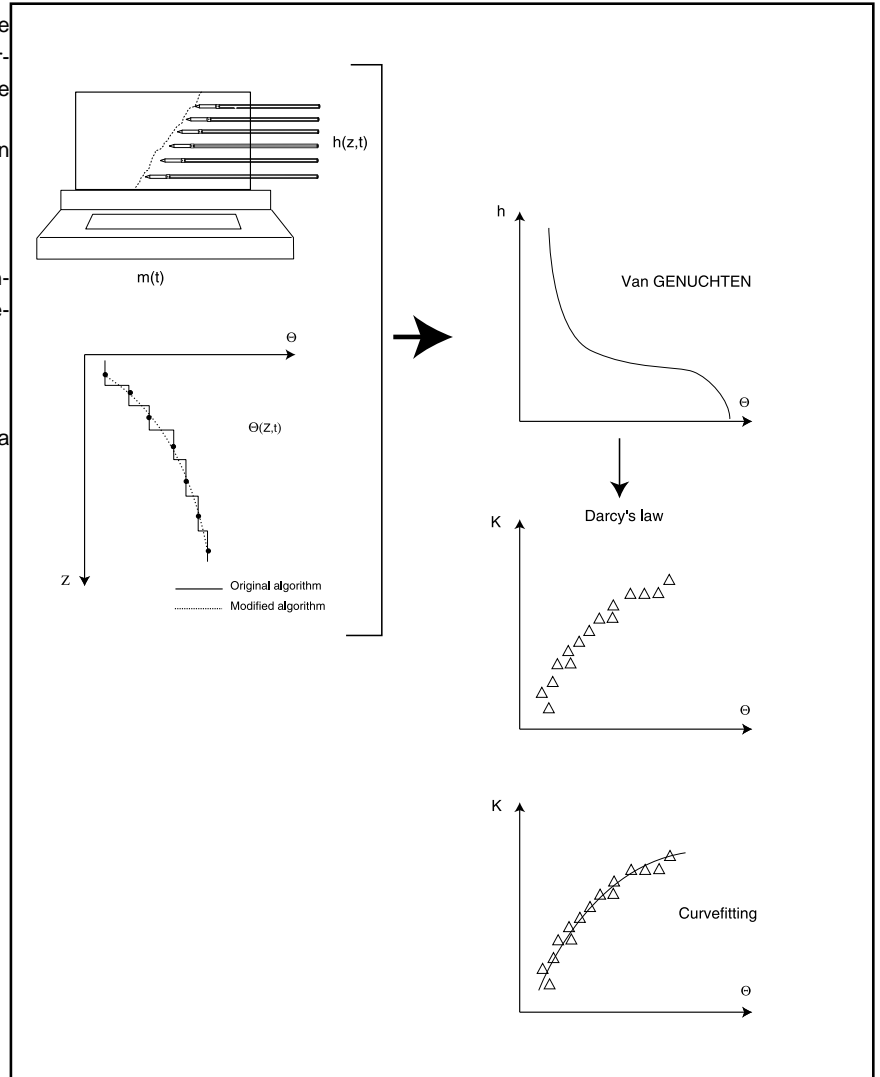 e
r-
e
n
n-
e-
a
h(z,t)
m(t)
Θ
Θ(z,t)
Z
Original algorithm
Modified algorithm
h
Van GENUCHTEN
Θ
Darcy's law
K
Θ
K
Curvefitting
Θ